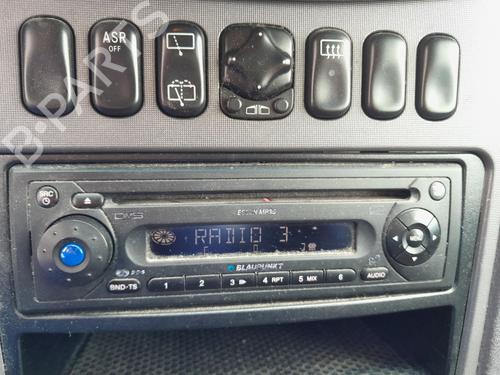 ASR
OFF
B-PARTS
SRC
DMS
ESSEN MP36
RADIO 3
BLAUPUNKT
RDS
BND•TS
1
2
3
4 RPT
5 MIX
6
AUDIO